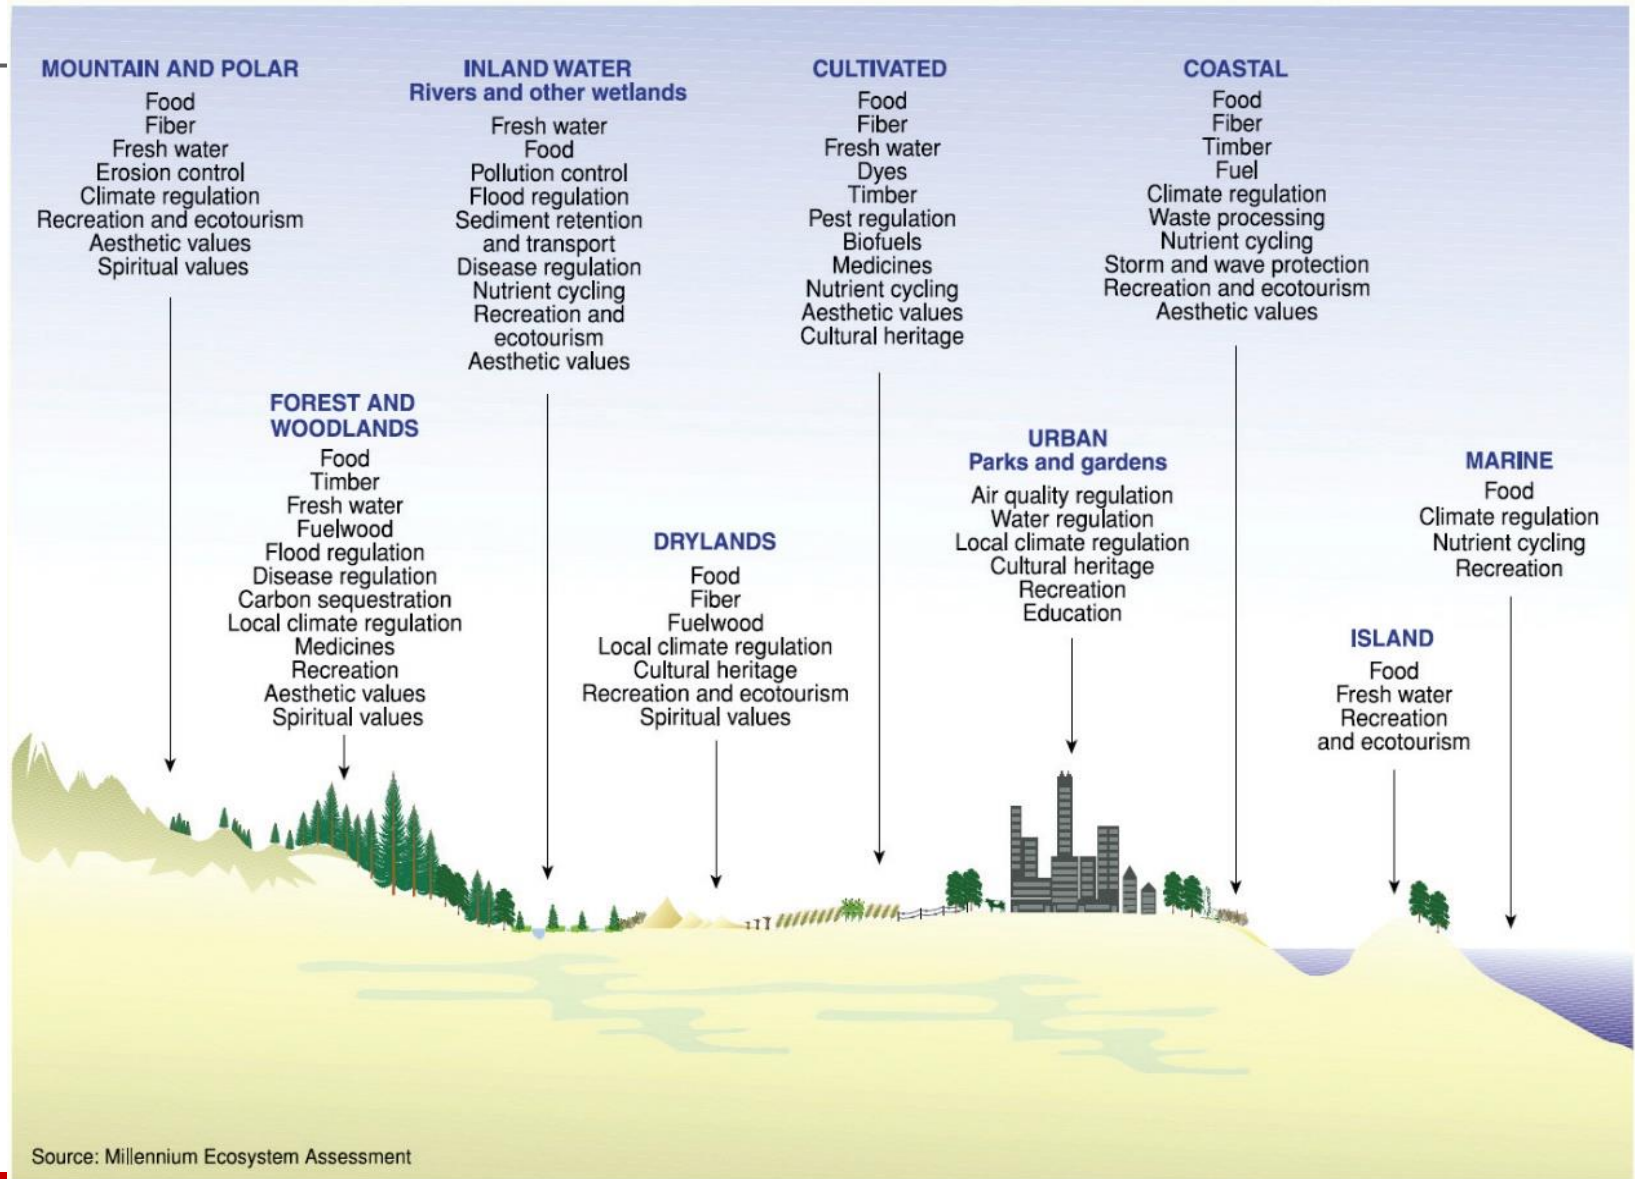 MOUNTAIN AND POLAR
Food
Fiber
Fresh water
Erosion control
Climate regulation
Recreation and ecotourism
Aesthetic values
Spiritual values
INLAND WATER
Rivers and other wetlands
Fresh water
Food
Pollution control
Flood regulation
Sediment retention
and transport
Disease regulation
Nutrient cycling
Recreation and
ecotourism
Aesthetic values
CULTIVATED
Food
Fiber
Fresh water
Dyes
Timber
Pest regulation
Biofuels
Medicines
Nutrient cycling
Aesthetic values
Cultural heritage
COASTAL
Food
Fiber
Timber
Fuel
Climate regulation
Waste processing
Nutrient cycling
Storm and wave protection
Recreation and ecotourism
Aesthetic values
FOREST AND
WOODLANDS
Food
Timber
Fresh water
Fuelwood
Flood regulation
Disease regulation
Carbon sequestration
Local climate regulation
Medicines
Recreation
Aesthetic values
Spiritual values
DRYLANDS
Food
Fiber
Fuelwood
Local climate regulation
Cultural heritage
Recreation and ecotourism
Spiritual values
URBAN
Parks and gardens
Air quality regulation
Water regulation
Local climate regulation
Cultural heritage
Recreation
Education
MARINE
Food
Climate regulation
Nutrient cycling
Recreation
ISLAND
Food
Fresh water
Recreation
and ecotourism
Source: Millennium Ecosystem Assessment